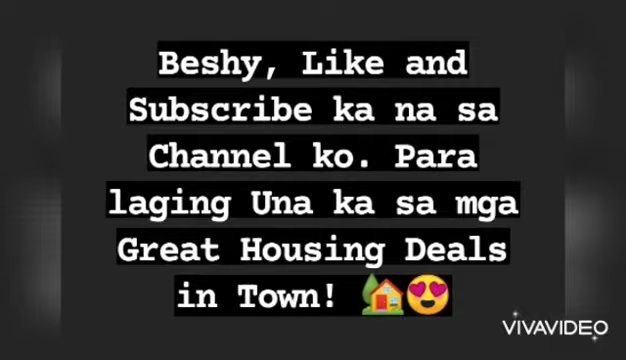 Beshy, Like and
Subscribe ka na sa
Channel ko. Para
laging Una ka sa mga
Great Housing Deals
in Town! 🏡😍
VIVAVIDEO